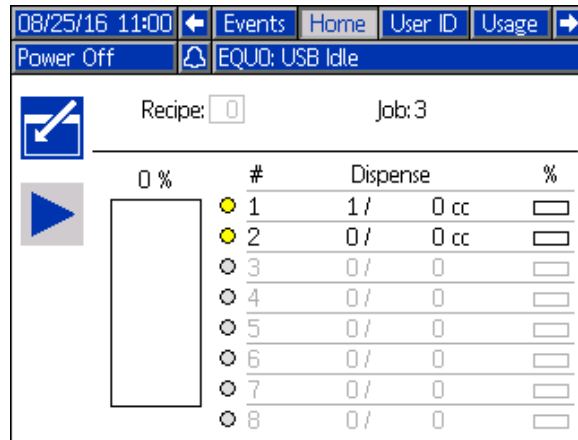 08/25/16 11:00 Events Home User ID Usage
Power Off EQU0: USB Idle
Recipe: 0 Job: 3
0 % # Dispense %
1 1 / 0 cc
2 0 / 0 cc
3 0 / 0
4 0 / 0
5 0 / 0
6 0 / 0
7 0 / 0
8 0 / 0